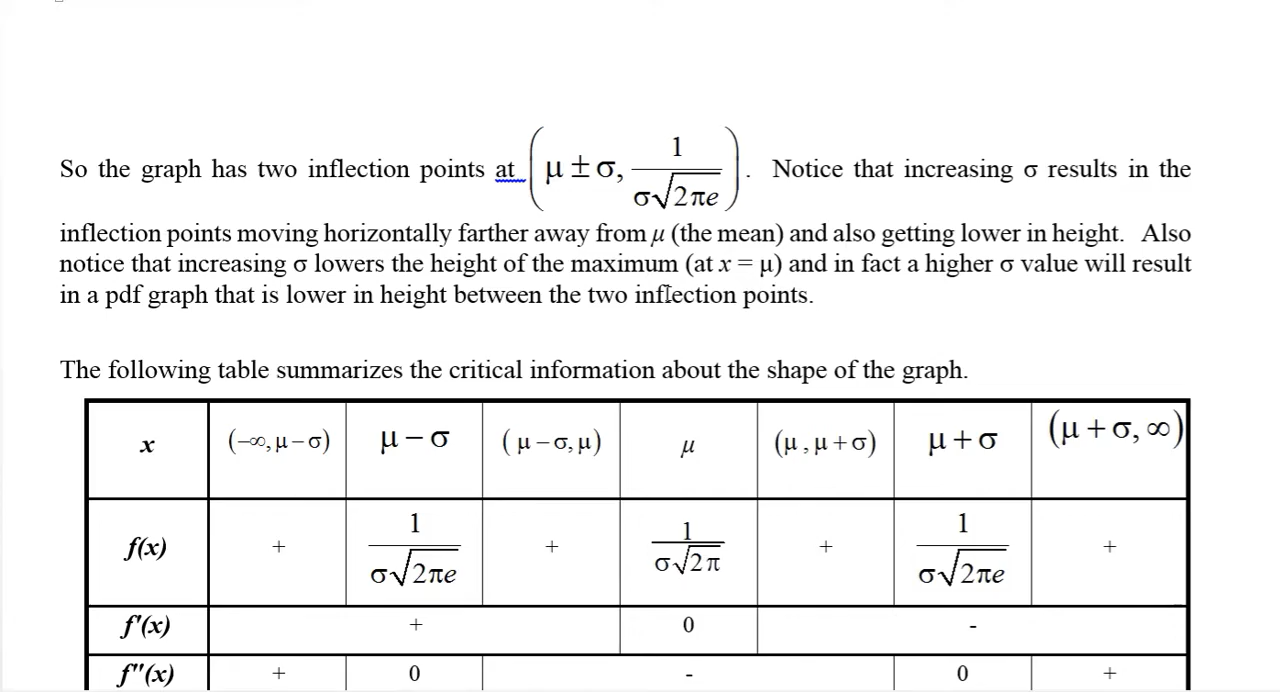 So the graph has two inflection points at (μ ± σ, 1/(σ√2πe)). Notice that increasing σ results in the
inflection points moving horizontally farther away from μ (the mean) and also getting lower in height. Also
notice that increasing σ lowers the height of the maximum (at x = μ) and in fact a higher σ value will result
in a pdf graph that is lower in height between the two inflection points.
The following table summarizes the critical information about the shape of the graph.
x (−∞, μ−σ) μ−σ (μ−σ, μ) μ (μ, μ+σ) μ+σ (μ+σ, ∞)
f(x) + 1/(σ√2πe) + 1/(σ√2π) + 1/(σ√2πe) +
f'(x) + 0 -
f''(x) + 0 - 0 +